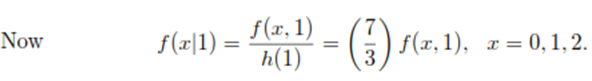 Now f(x|1) = f(x, 1) / h(1) = (7/3) f(x, 1), x = 0, 1, 2.